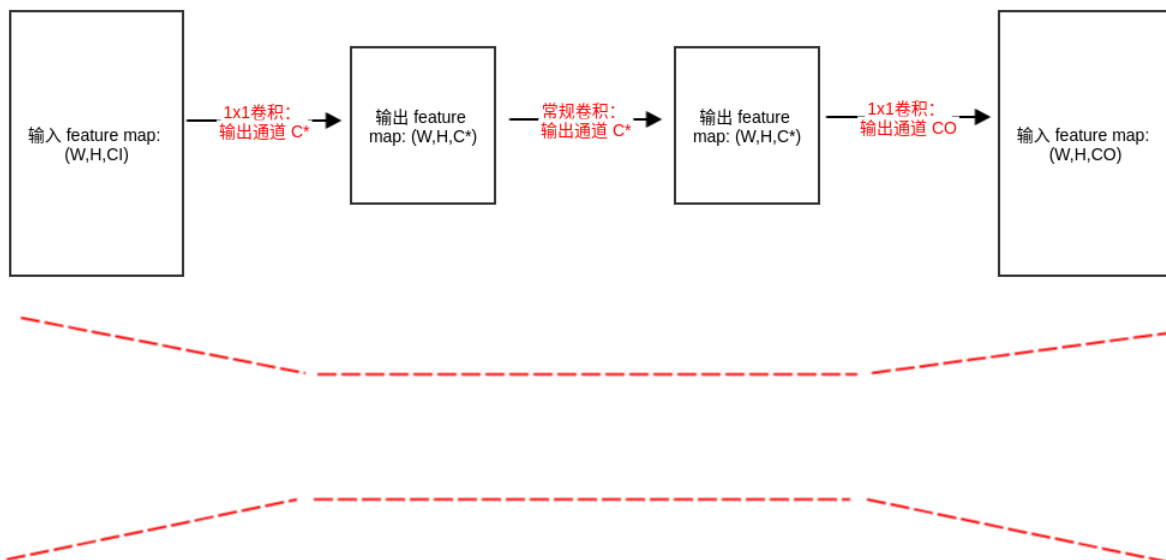 输入 feature map:
(W,H,CI)
1x1卷积：
输出通道 C*
输出 feature
map: (W,H,C*)
常规卷积：
输出通道 C*
输出 feature
map: (W,H,C*)
1x1卷积：
输出通道 CO
输入 feature map:
(W,H,CO)